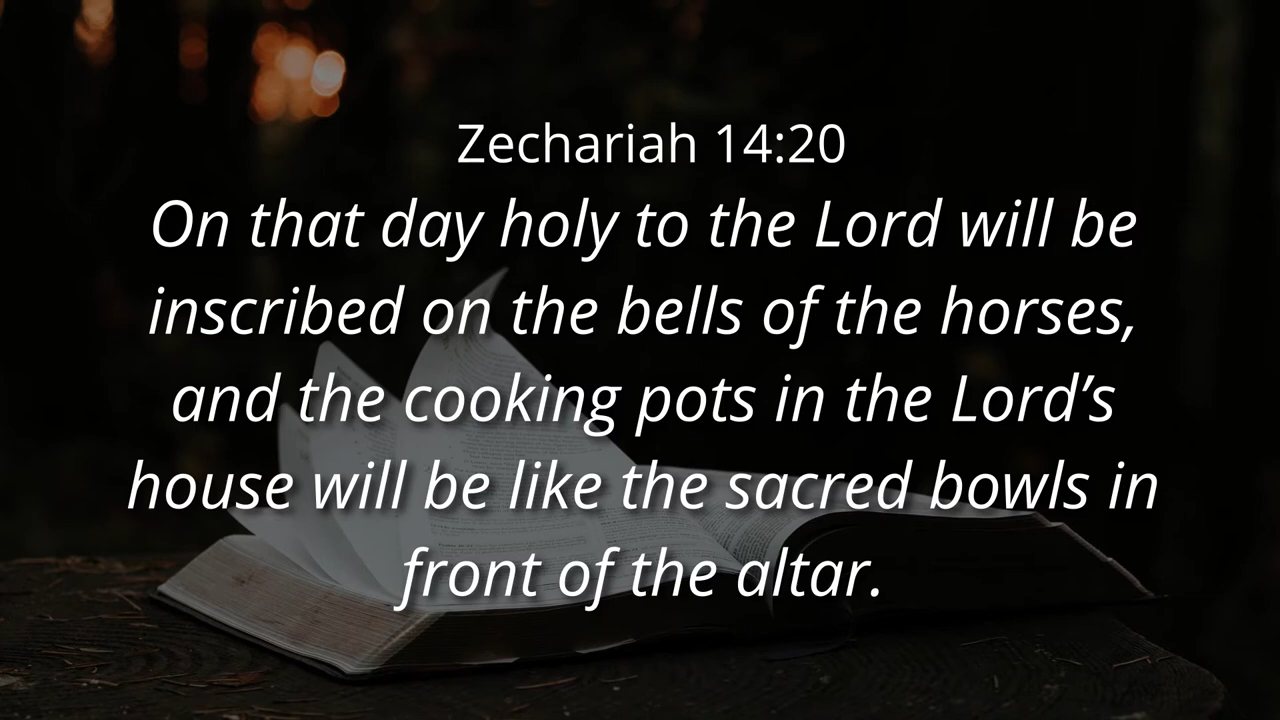 Zechariah 14:20
On that day holy to the Lord will be
inscribed on the bells of the horses,
and the cooking pots in the Lord’s
house will be like the sacred bowls in
front of the altar.